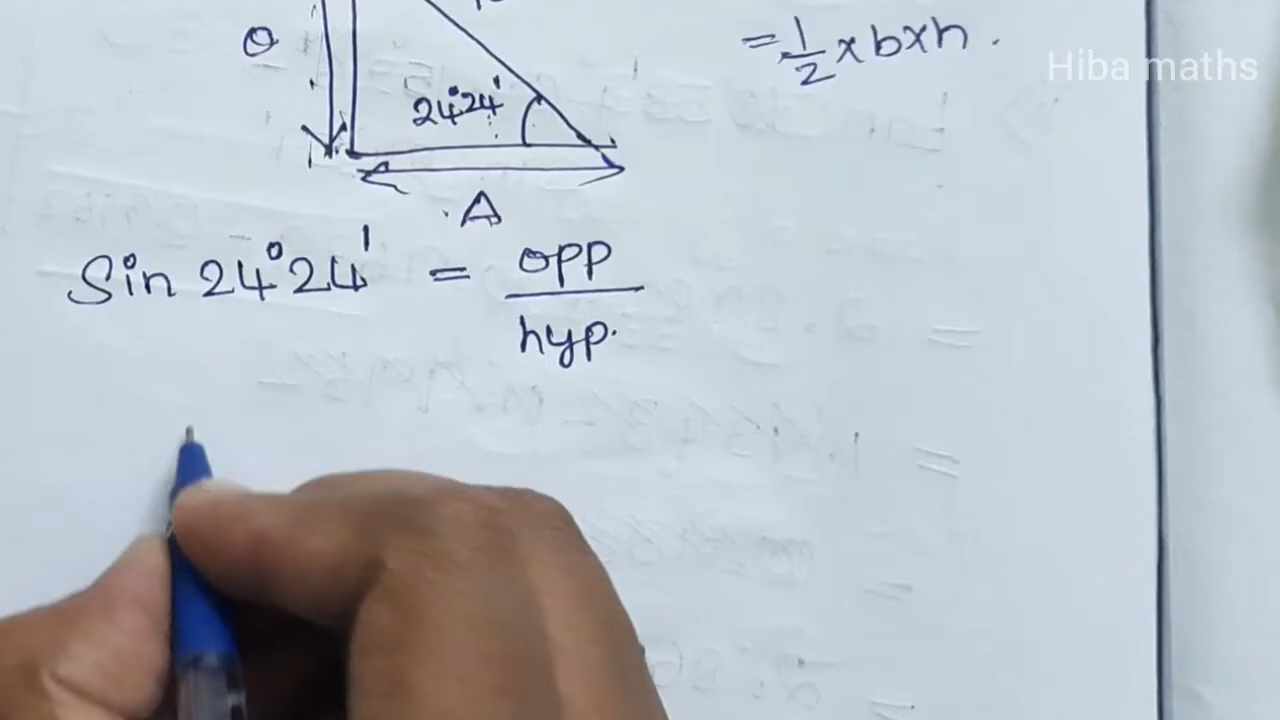 O
24°24'
= 1/2 × b × h .
Hiba maths
A
Sin 24°24' = opp / hyp.